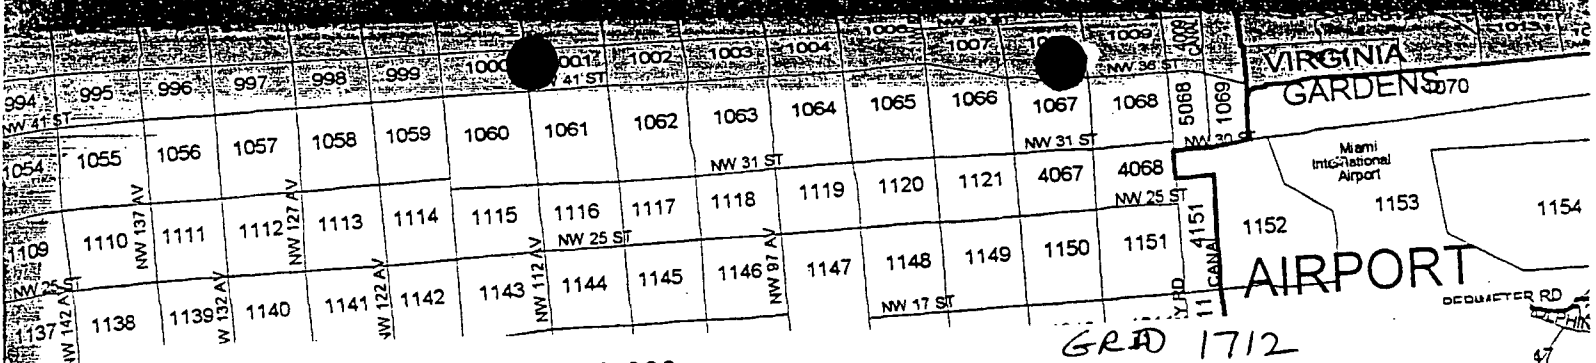 NW 41 ST
1006 1009 4009 CANAL 1013
1000 1001 1002 1003 1004 1007
994 995 996 997 998 999 41 ST NW 36 ST VIRGINIA
NW 41 ST GARDENS 3070
1054 1055 1056 1057 1058 1059 1060 1061 1062 1063 1064 1065 1066 1067 1068 5068 1069
NW 31 ST NW 31 ST NW 30 ST
Miami
International
Airport
1109 1110 NW 137 AV 1111 1112 NW 127 AV 1113 1114 1115 1116 1117 1118 1119 1120 1121 4067 4068
NW 25 ST NW 25 ST NW 25 ST
1137 NW 142 AV 1138 1139 W 132 AV 1140 1141 NW 122 AV 1142 1143 NW 112 AV 1144 1145 1146 NW 97 AV 1147 1148 1149 1150 1151 4151 CANAL 1152 1153 1154
NW 17 ST
AIRPORT
PERIMETER RD
GRID 1712
47